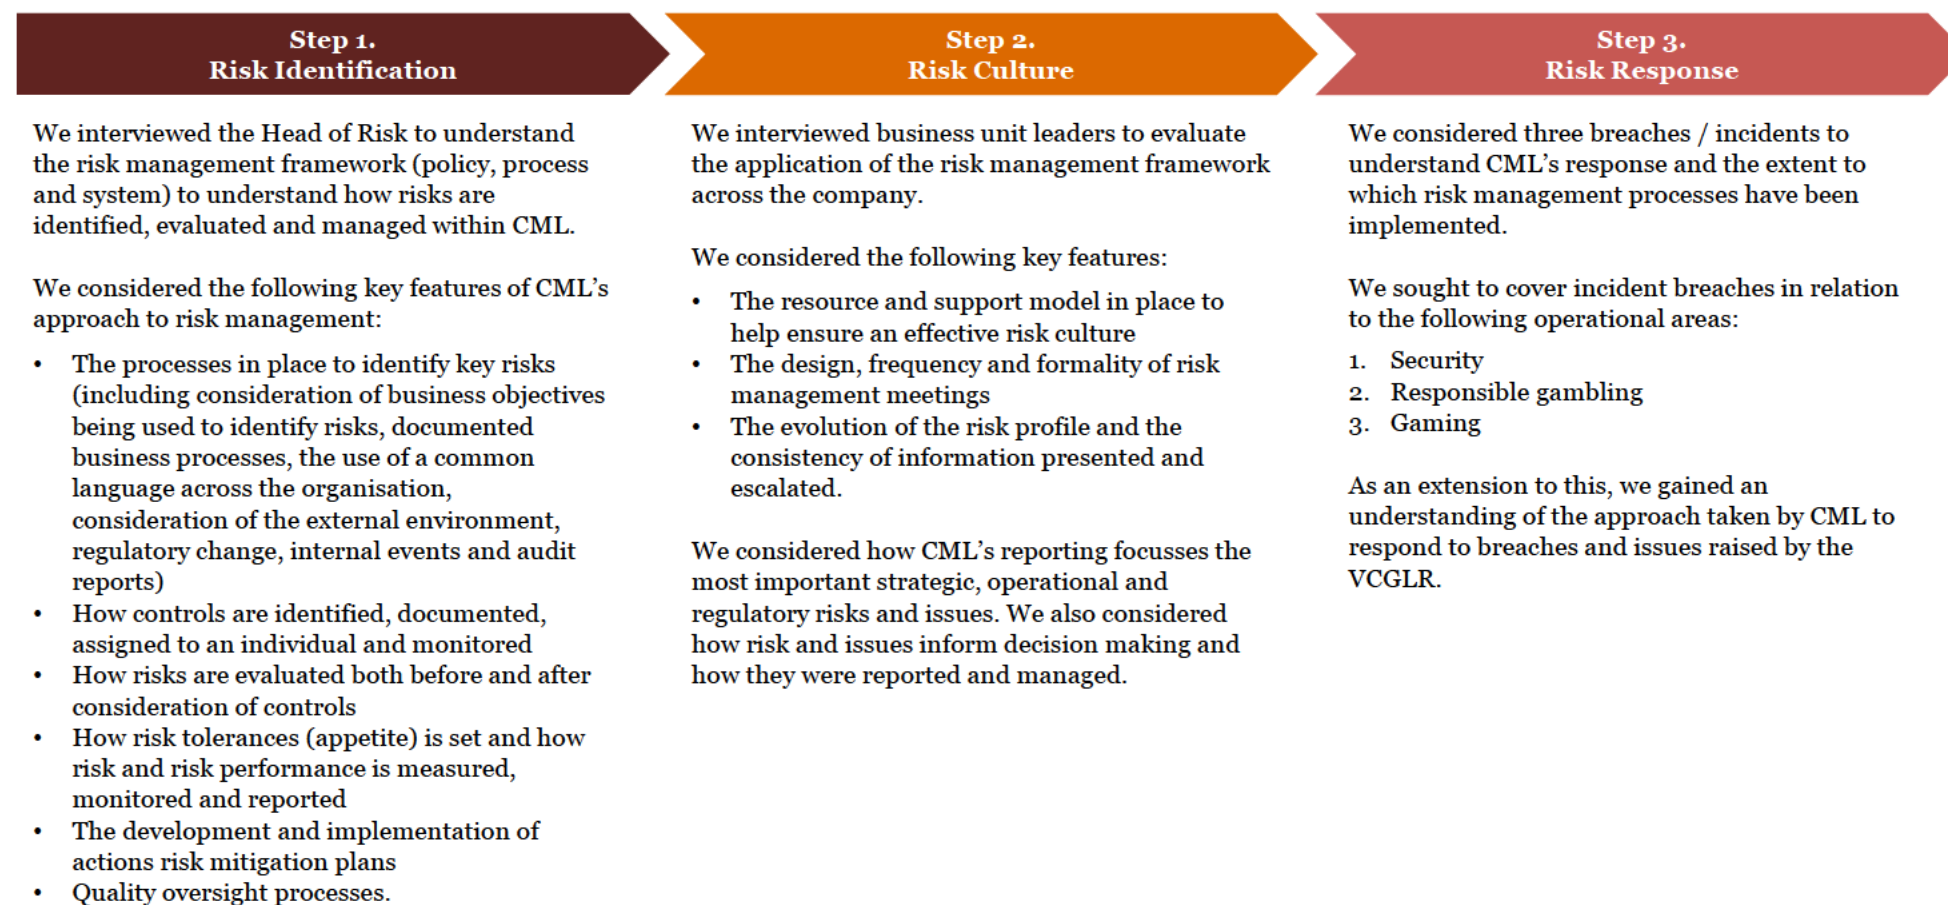 Step 1.
Risk Identification
We interviewed the Head of Risk to understand
the risk management framework (policy, process
and system) to understand how risks are
identified, evaluated and managed within CML.
We considered the following key features of CML’s
approach to risk management:
• The processes in place to identify key risks
(including consideration of business objectives
being used to identify risks, documented
business processes, the use of a common
language across the organisation,
consideration of the external environment,
regulatory change, internal events and audit
reports)
• How controls are identified, documented,
assigned to an individual and monitored
• How risks are evaluated both before and after
consideration of controls
• How risk tolerances (appetite) is set and how
risk and risk performance is measured,
monitored and reported
• The development and implementation of
actions risk mitigation plans
• Quality oversight processes.
Step 2.
Risk Culture
We interviewed business unit leaders to evaluate
the application of the risk management framework
across the company.
We considered the following key features:
• The resource and support model in place to
help ensure an effective risk culture
• The design, frequency and formality of risk
management meetings
• The evolution of the risk profile and the
consistency of information presented and
escalated.
We considered how CML’s reporting focusses the
most important strategic, operational and
regulatory risks and issues. We also considered
how risk and issues inform decision making and
how they were reported and managed.
Step 3.
Risk Response
We considered three breaches / incidents to
understand CML’s response and the extent to
which risk management processes have been
implemented.
We sought to cover incident breaches in relation
to the following operational areas:
1. Security
2. Responsible gambling
3. Gaming
As an extension to this, we gained an
understanding of the approach taken by CML to
respond to breaches and issues raised by the
VCGLR.